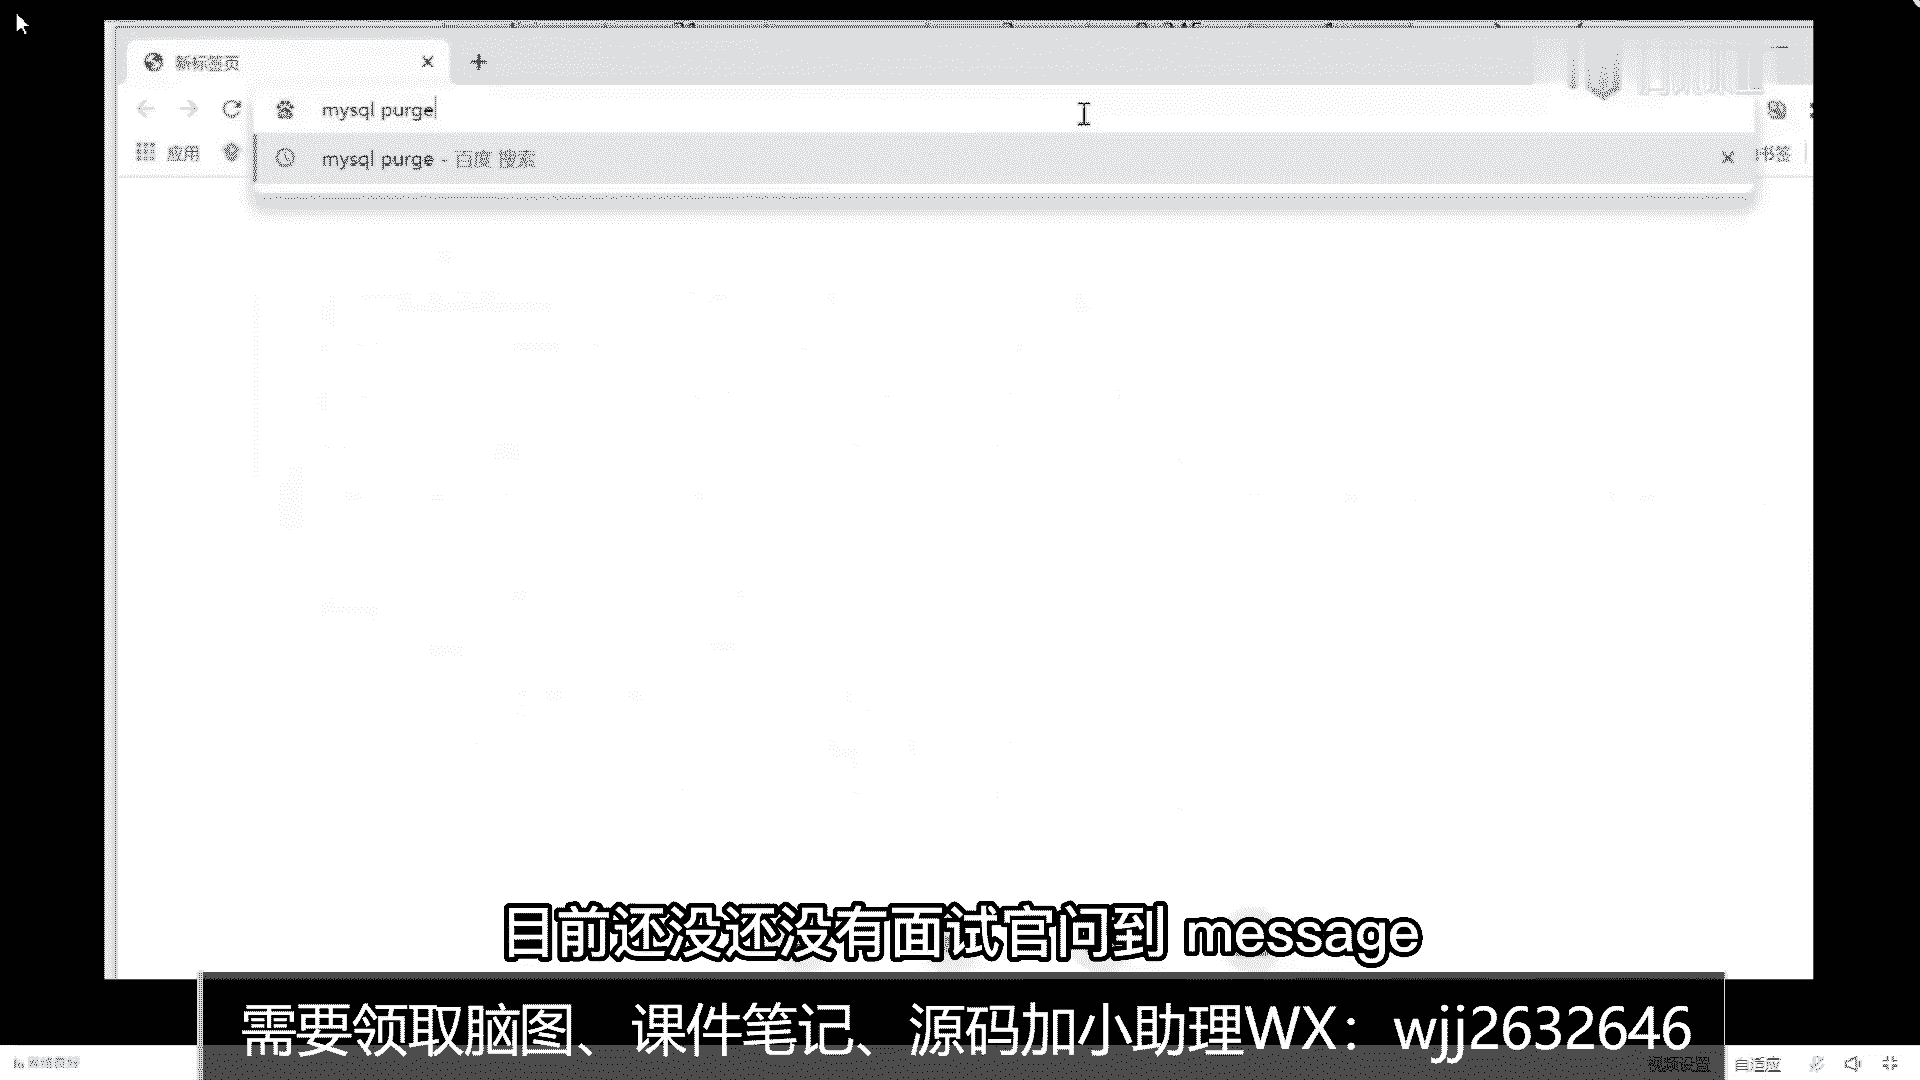 新标签页
mysql purge
应用
mysql purge - 百度 搜索
书签
目前还没还没有面试官问到 message
需要领取脑图、课件笔记、源码加小助理WX：wjj2632646
视频设置
自适应